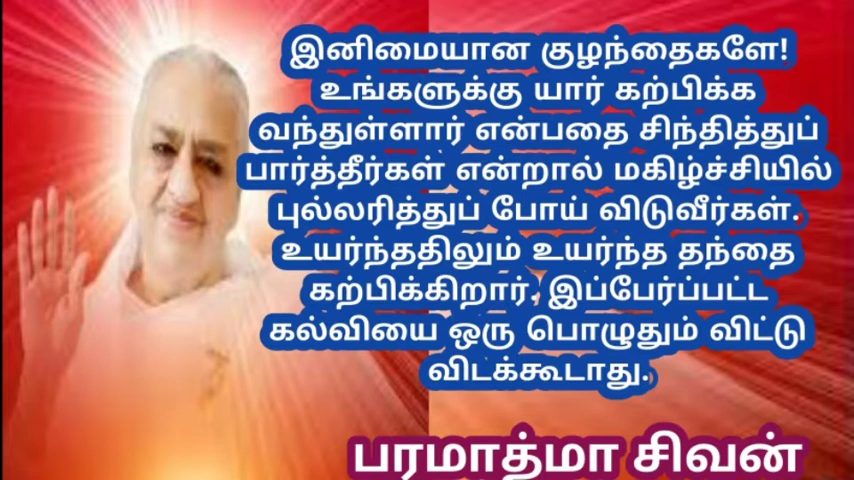 இனிமையான குழந்தைகளே!
உங்களுக்கு யார் கற்பிக்க
வந்துள்ளார் என்பதை சிந்தித்துப்
பார்த்தீர்கள் என்றால் மகிழ்ச்சியில்
புல்லரித்துப் போய் விடுவீர்கள்.
உயர்ந்ததிலும் உயர்ந்த தந்தை
கற்பிக்கிறார், இப்பேர்ப்பட்ட
கல்வியை ஒரு பொழுதும் விட்டு
விடக்கூடாது.
பரமாத்மா சிவன்